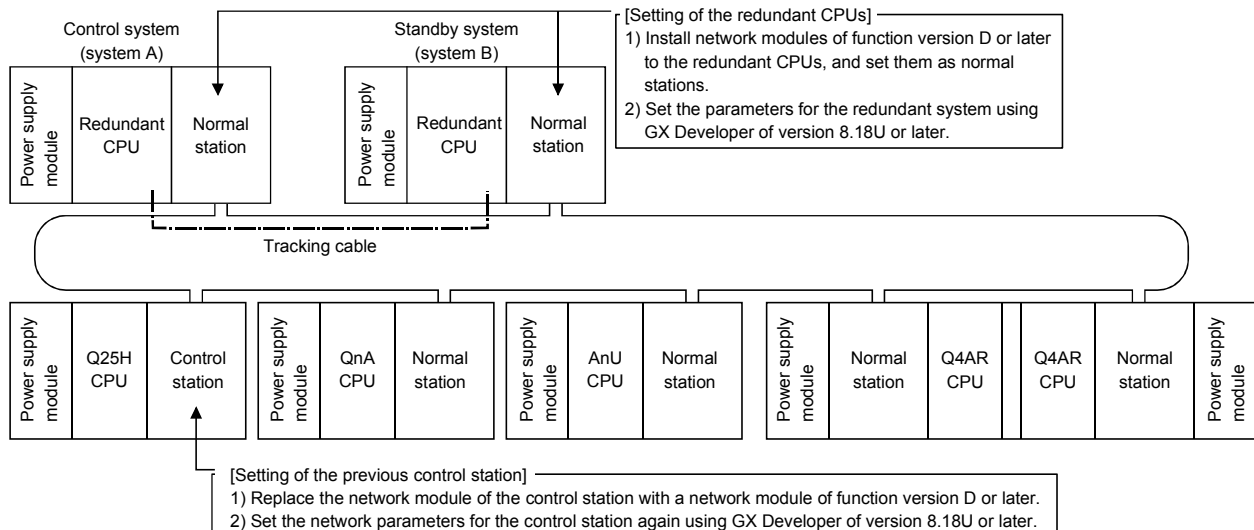 [Setting of the redundant CPUs]
1) Install network modules of function version D or later
to the redundant CPUs, and set them as normal
stations.
2) Set the parameters for the redundant system using
GX Developer of version 8.18U or later.
Control system
(system A)
Standby system
(system B)
Power supply
module
Redundant
CPU
Normal
station
Power supply
module
Redundant
CPU
Normal
station
Tracking cable
Power supply
module
Q25H
CPU
Control
station
Power supply
module
QnA
CPU
Normal
station
Power supply
module
AnU
CPU
Normal
station
Power supply
module
Normal
station
Q4AR
CPU
Q4AR
CPU
Normal
station
Power supply
module
[Setting of the previous control station]
1) Replace the network module of the control station with a network module of function version D or later.
2) Set the network parameters for the control station again using GX Developer of version 8.18U or later.